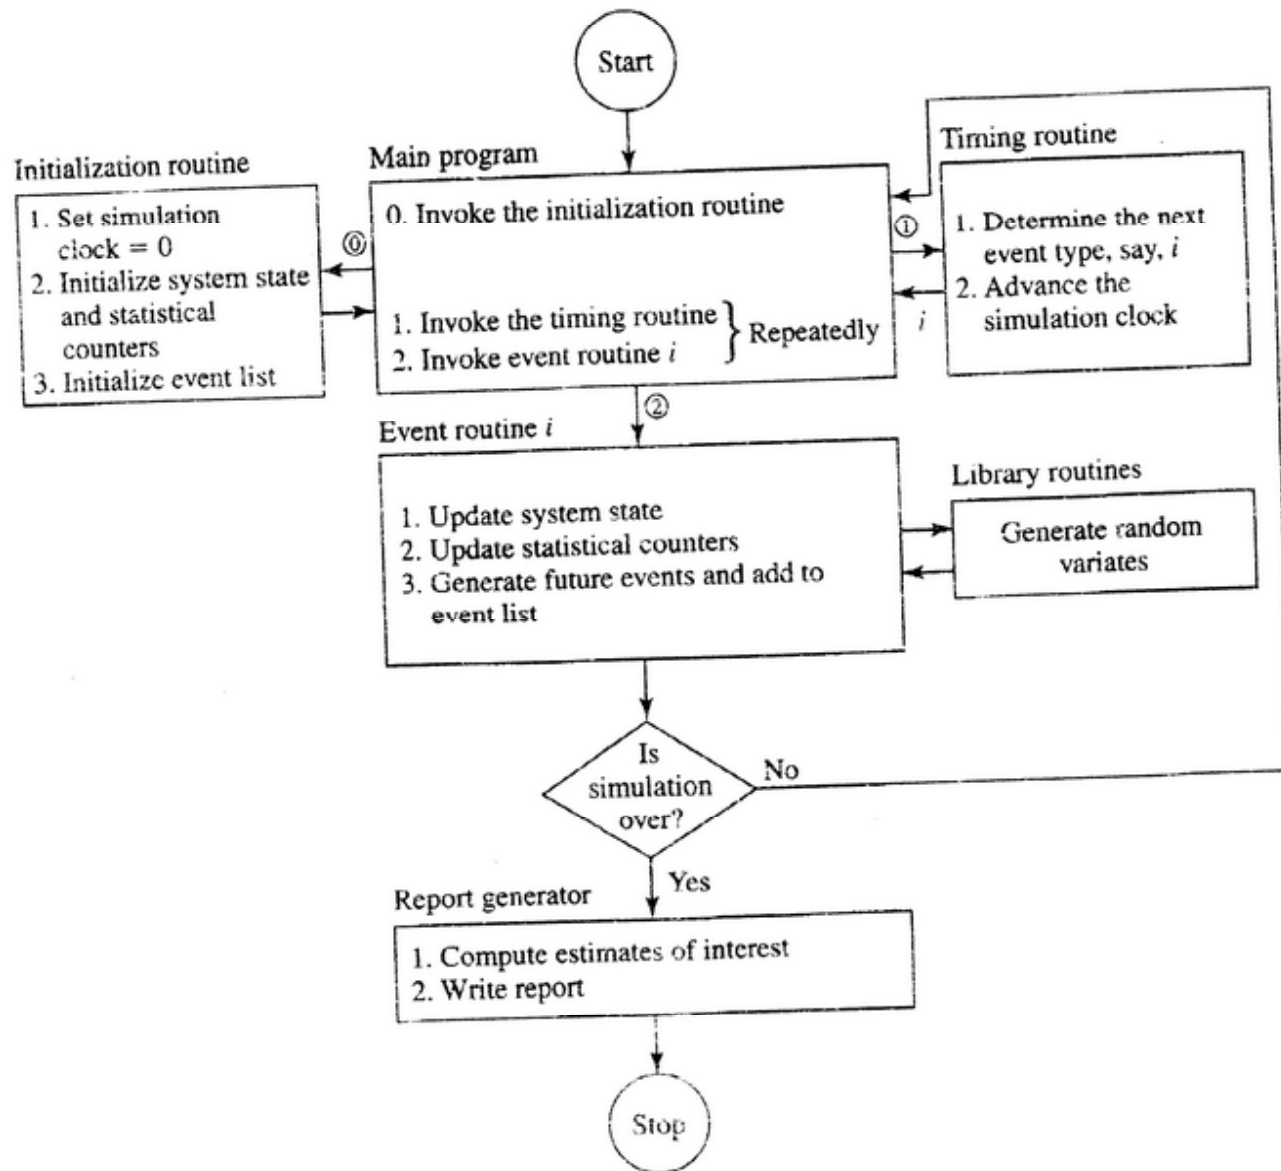 Start
Initialization routine
1. Set simulation
clock = 0
2. Initialize system state
and statistical
counters
3. Initialize event list
⓪
Main program
0. Invoke the initialization routine
1. Invoke the timing routine
2. Invoke event routine i
} Repeatedly
①
i
Timing routine
1. Determine the next
event type, say, i
2. Advance the
simulation clock
②
Event routine i
1. Update system state
2. Update statistical counters
3. Generate future events and add to
event list
Library routines
Generate random
variates
Is
simulation
over?
No
Yes
Report generator
1. Compute estimates of interest
2. Write report
Stop